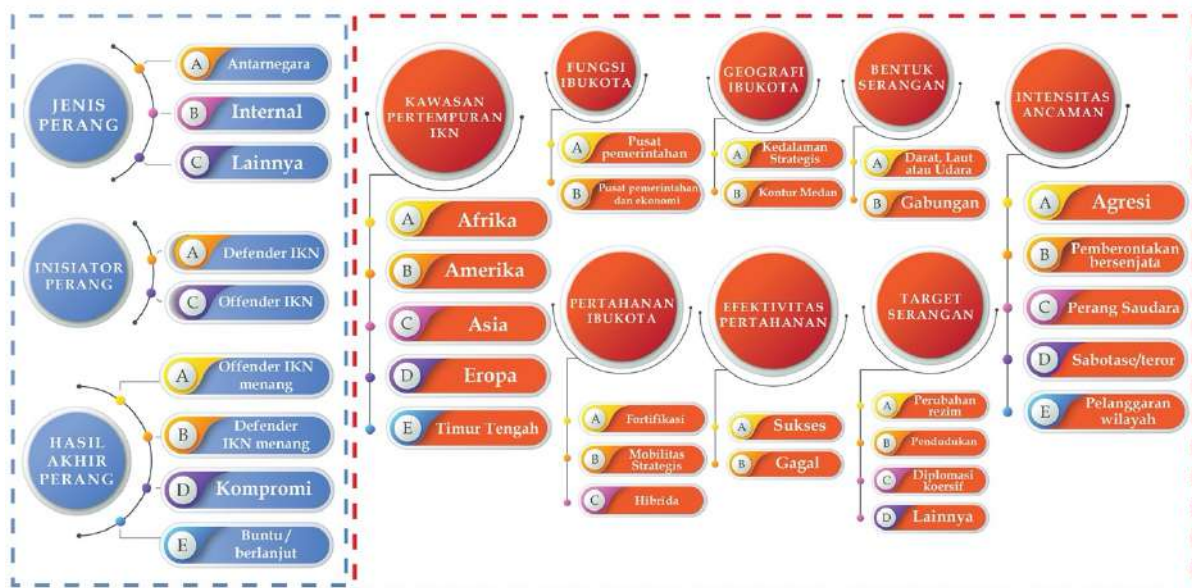 JENIS
PERANG
A
Antarnegara
B
Internal
C
Lainnya
INISIATOR
PERANG
A
Defender IKN
C
Offender IKN
HASIL
AKHIR
PERANG
A
Offender IKN
menang
B
Defender
IKN menang
D
Kompromi
E
Buntu /
berlanjut
KAWASAN
PERTEMPURAN
IKN
A
Afrika
B
Amerika
C
Asia
D
Eropa
E
Timur Tengah
FUNGSI
IBUKOTA
A
Pusat
pemerintahan
B
Pusat pemerintahan
dan ekonomi
GEOGRAFI
IBUKOTA
A
Kedalaman
Strategis
B
Kontur Medan
BENTUK
SERANGAN
A
Darat, Laut
atau Udara
B
Gabungan
PERTAHANAN
IBUKOTA
A
Fortifikasi
B
Mobilitas
Strategis
C
Hibrida
EFEKTIVITAS
PERTAHANAN
A
Sukses
B
Gagal
TARGET
SERANGAN
A
Perubahan
rezim
B
Pendudukan
C
Diplomasi
koersif
D
Lainnya
INTENSITAS
ANCAMAN
A
Agresi
B
Pemberontakan
bersenjata
C
Perang Saudara
D
Sabotase/teror
E
Pelanggaran
wilayah